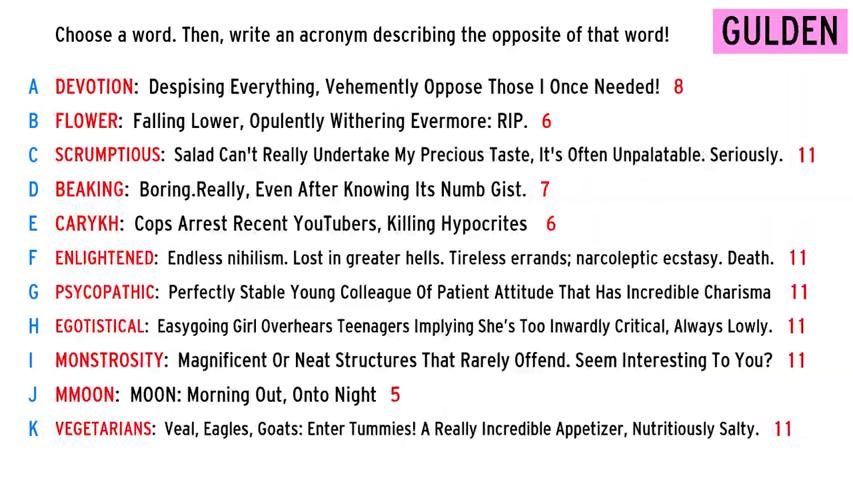 Choose a word. Then, write an acronym describing the opposite of that word!
GULDEN
A DEVOTION: Despising Everything, Vehemently Oppose Those I Once Needed! 8
B FLOWER: Falling Lower, Opulently Withering Evermore: RIP. 6
C SCRUMPTIOUS: Salad Can't Really Undertake My Precious Taste, It's Often Unpalatable. Seriously. 11
D BEAKING: Boring.Really, Even After Knowing Its Numb Gist. 7
E CARYKH: Cops Arrest Recent YouTubers, Killing Hypocrites 6
F ENLIGHTENED: Endless nihilism. Lost in greater hells. Tireless errands; narcoleptic ecstasy. Death. 11
G PSYCOPATHIC: Perfectly Stable Young Colleague Of Patient Attitude That Has Incredible Charisma 11
H EGOTISTICAL: Easygoing Girl Overhears Teenagers Implying She's Too Inwardly Critical, Always Lowly. 11
I MONSTROSITY: Magnificent Or Neat Structures That Rarely Offend. Seem Interesting To You? 11
J MMOON: MOON: Morning Out, Onto Night 5
K VEGETARIANS: Veal, Eagles, Goats: Enter Tummies! A Really Incredible Appetizer, Nutritiously Salty. 11